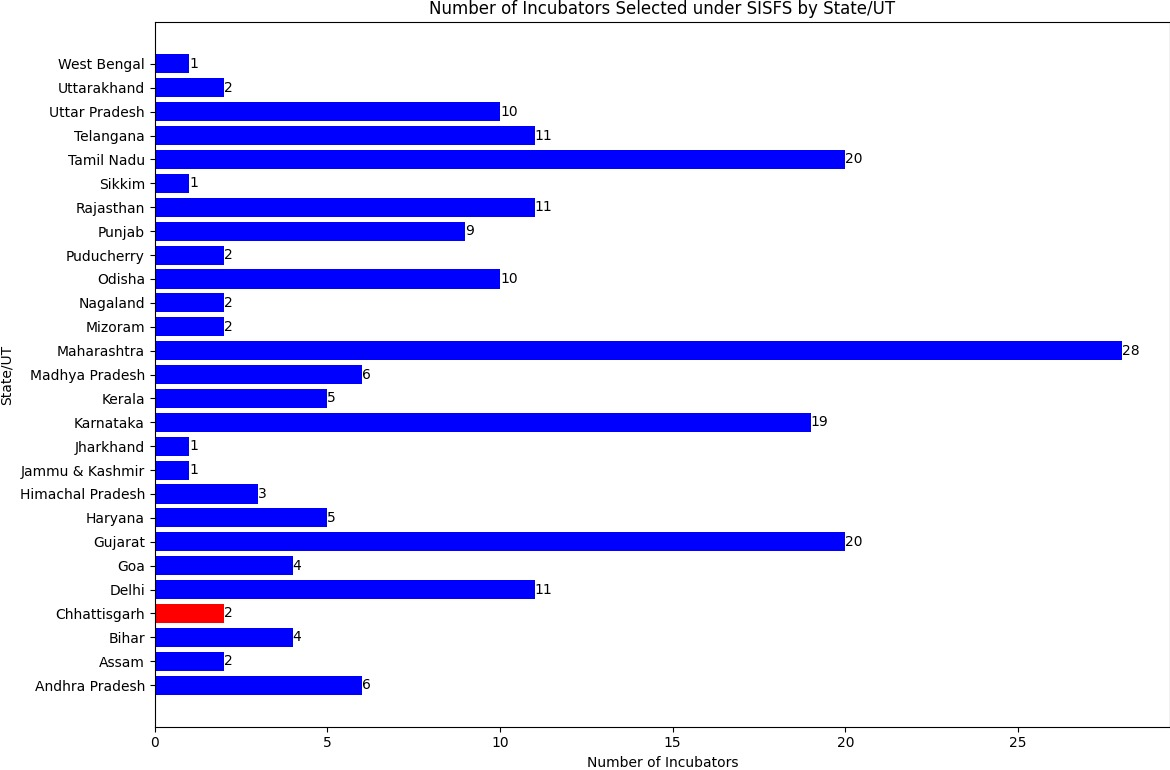 Number of Incubators Selected under SISFS by State/UT
West Bengal 1
Uttarakhand 2
Uttar Pradesh 10
Telangana 11
Tamil Nadu 20
Sikkim 1
Rajasthan 11
Punjab 9
Puducherry 2
Odisha 10
Nagaland 2
Mizoram 2
Maharashtra 28
Madhya Pradesh 6
Kerala 5
Karnataka 19
Jharkhand 1
Jammu & Kashmir 1
Himachal Pradesh 3
Haryana 5
Gujarat 20
Goa 4
Delhi 11
Chhattisgarh 2
Bihar 4
Assam 2
Andhra Pradesh 6
State/UT
0 5 10 15 20 25
Number of Incubators